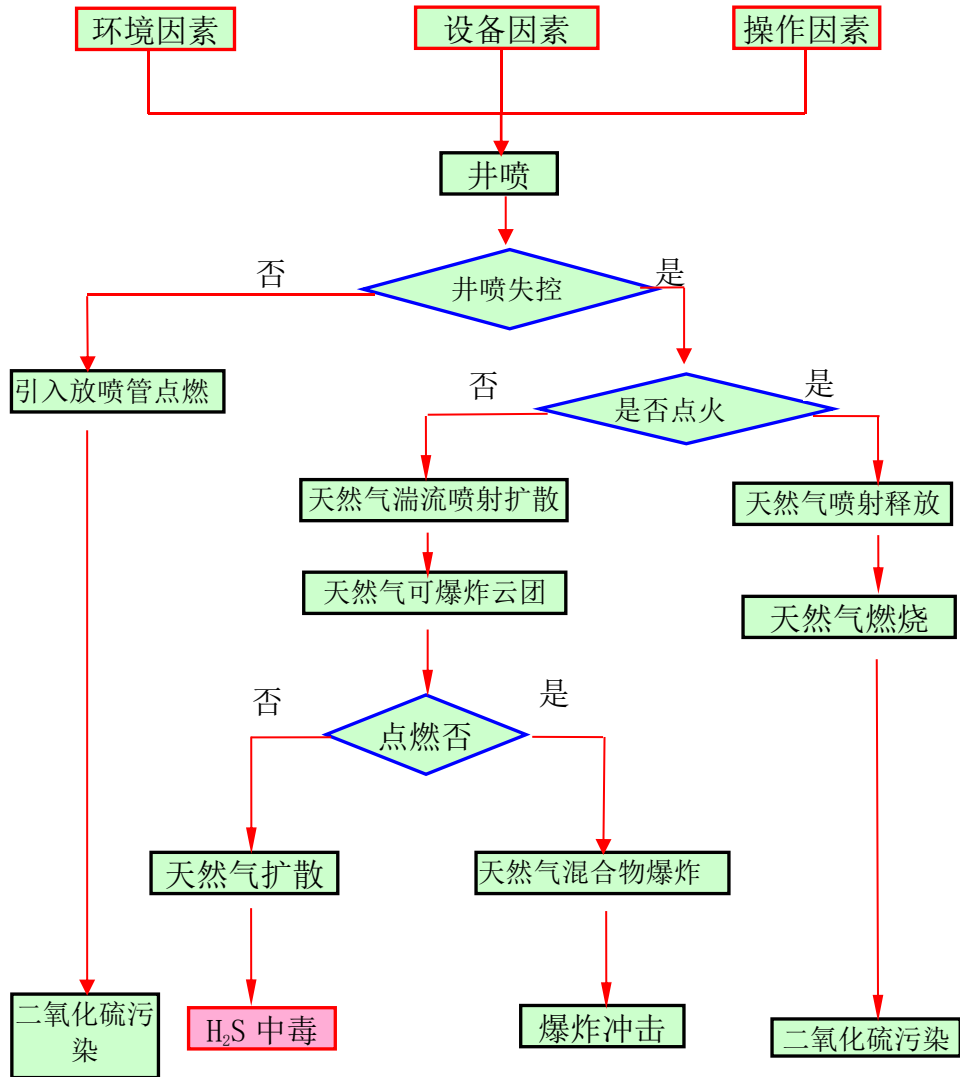 环境因素
设备因素
操作因素
井喷
否
是
井喷失控
引入放喷管点燃
否
是
是否点火
天然气湍流喷射扩散
天然气喷射释放
天然气可爆炸云团
天然气燃烧
否
是
点燃否
天然气扩散
天然气混合物爆炸
二氧化硫污
染
H₂S 中毒
爆炸冲击
二氧化硫污染